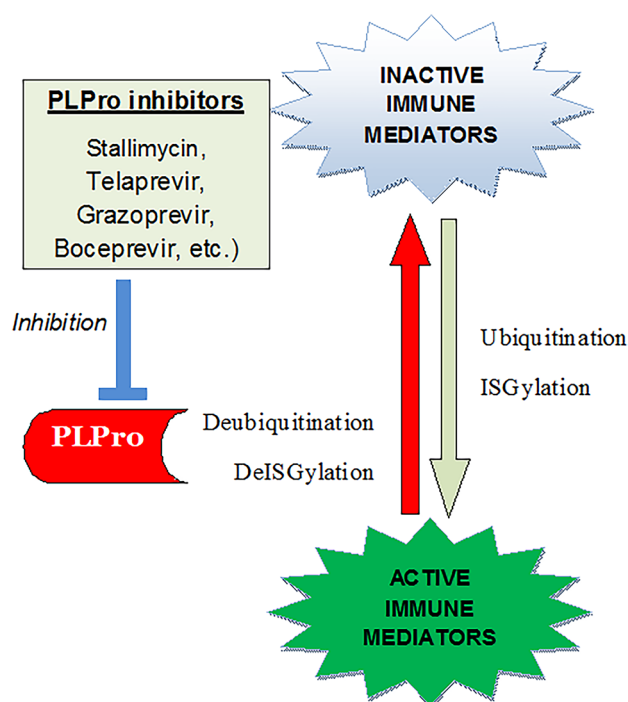 PLPro inhibitors
Stallimycin,
Telaprevir,
Grazoprevir,
Boceprevir, etc.)
INACTIVE
IMMUNE
MEDIATORS
Inhibition
Ubiquitination
ISGylation
PLPro
Deubiquitination
DeISGylation
ACTIVE
IMMUNE
MEDIATORS